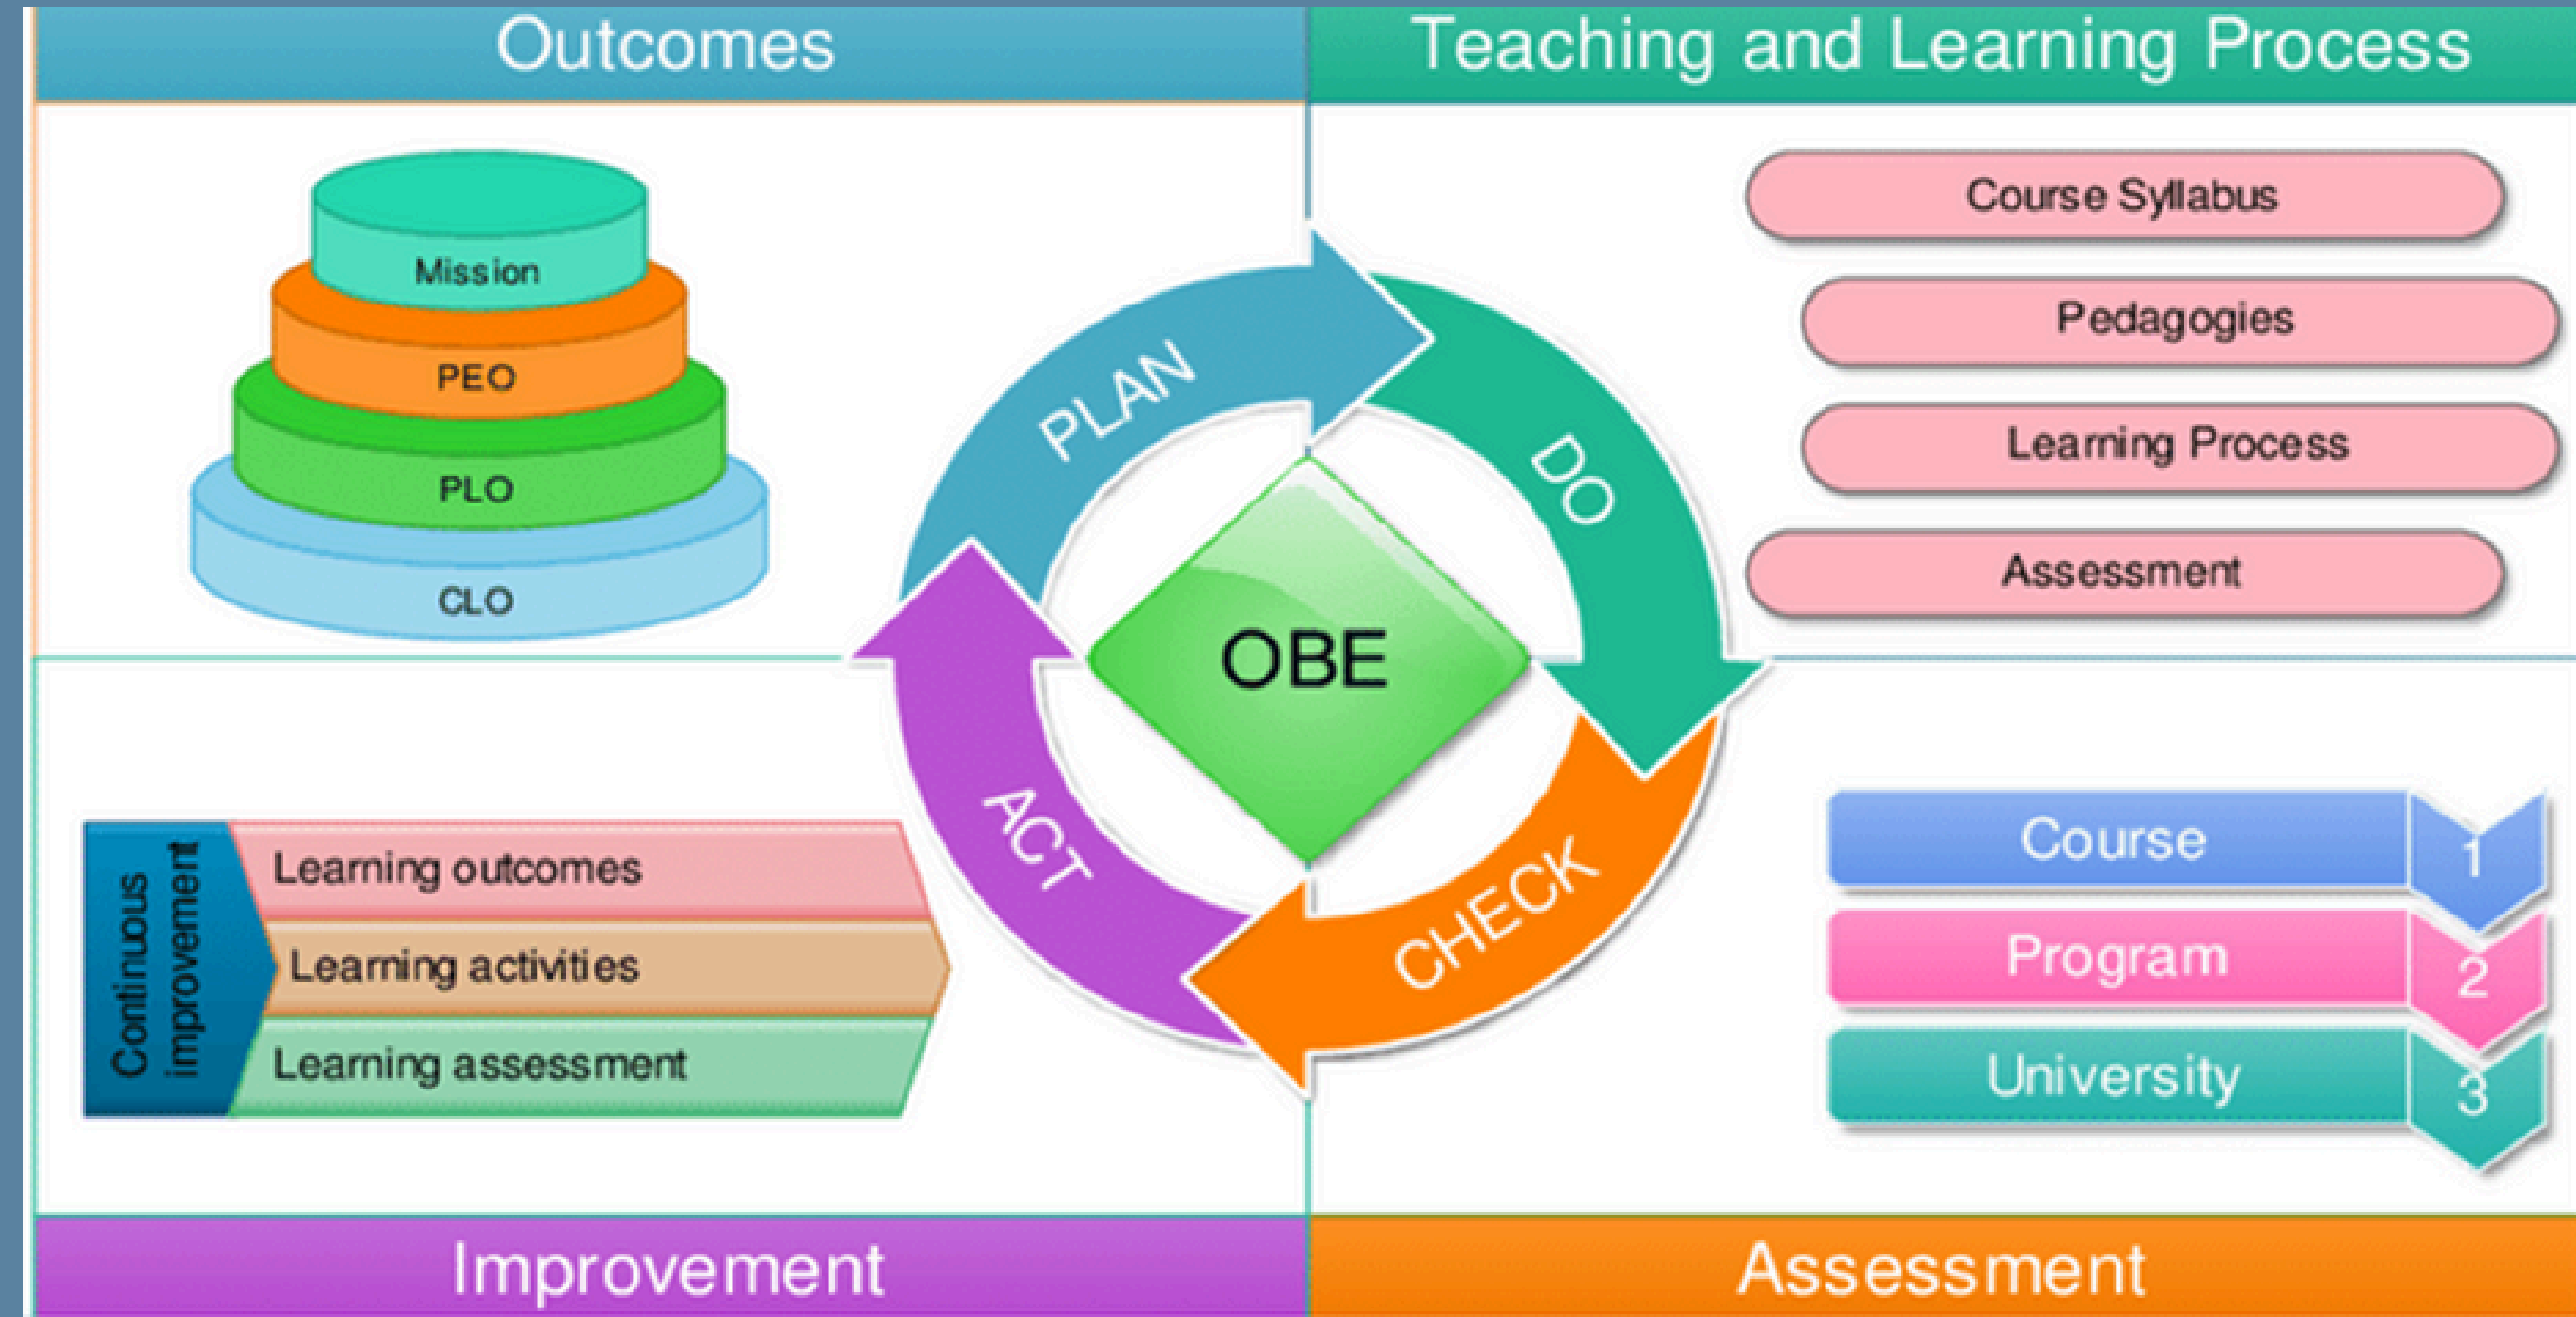 Outcomes
Teaching and Learning Process
Mission
PEO
PLO
CLO
Course Syllabus
Pedagogies
Learning Process
Assessment
PLAN
DO
CHECK
ACT
OBE
Continuous
improvement
Learning outcomes
Learning activities
Learning assessment
Course
1
Program
2
University
3
Improvement
Assessment